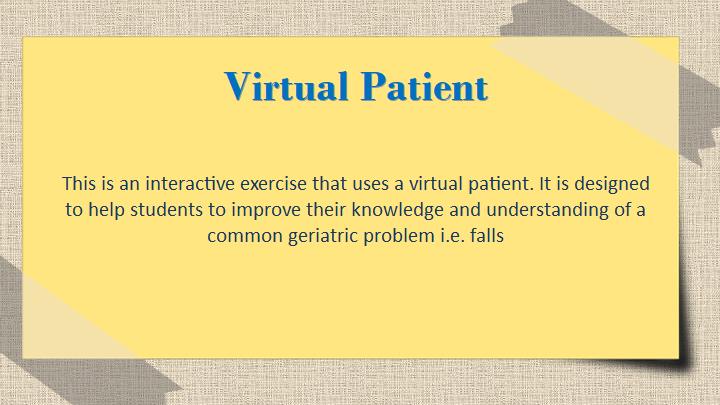 Virtual Patient
This is an interactive exercise that uses a virtual patient. It is designed
to help students to improve their knowledge and understanding of a
common geriatric problem i.e. falls